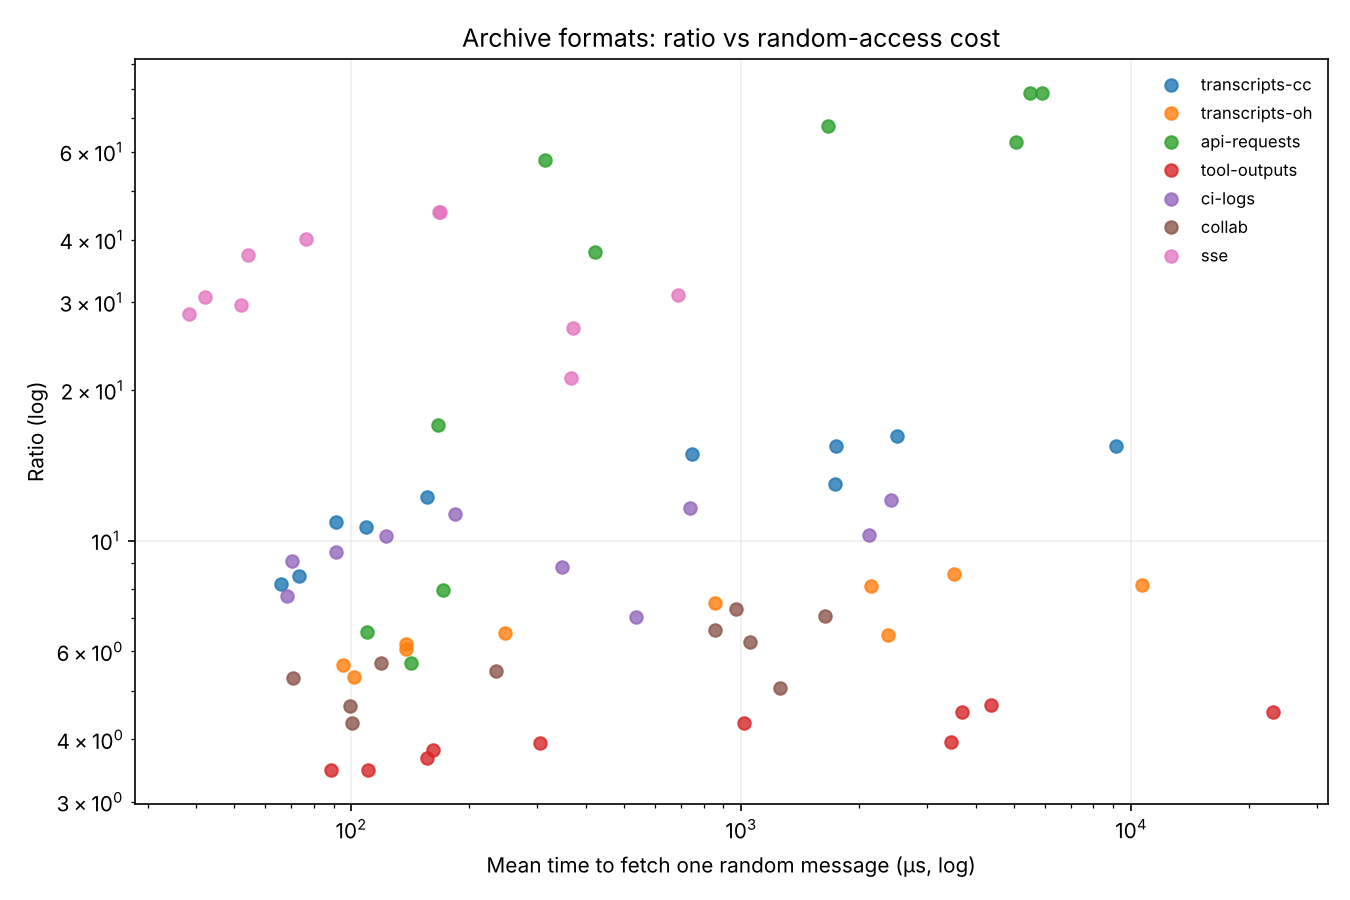 Archive formats: ratio vs random-access cost
transcripts-cc
transcripts-oh
api-requests
tool-outputs
ci-logs
collab
sse
Ratio (log)
6 × 10¹
4 × 10¹
3 × 10¹
2 × 10¹
10¹
6 × 10⁰
4 × 10⁰
3 × 10⁰
10² 10³ 10⁴
Mean time to fetch one random message (µs, log)